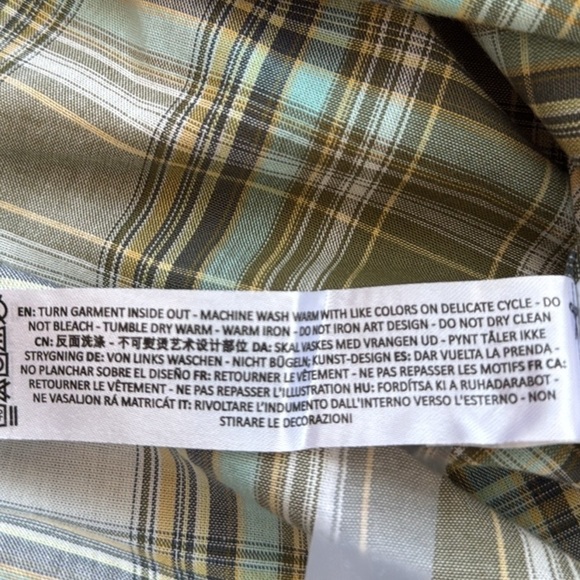 EN: TURN GARMENT INSIDE OUT - MACHINE WASH WARM WITH LIKE COLORS ON DELICATE CYCLE - DO
NOT BLEACH - TUMBLE DRY WARM - WARM IRON - DO NOT IRON ART DESIGN - DO NOT DRY CLEAN
CN: 反面洗涤 - 不可熨烫艺术设计部位 DA: SKAL VASKES MED VRANGEN UD - PYNT TÅLER IKKE
STRYGNING DE: VON LINKS WASCHEN - NICHT BÜGELN; KUNST-DESIGN ES: DAR VUELTA LA PRENDA -
NO PLANCHAR SOBRE EL DISEÑO FR: RETOURNER LE VÊTEMENT - NE PAS REPASSER LES MOTIFS FR CA:
RETOURNER LE VÊTEMENT - NE PAS REPASSER L'ILLUSTRATION HU: FORDÍTSA KI A RUHADARABOT -
NE VASALJON RÁ MATRICÁT IT: RIVOLTARE L'INDUMENTO DALL'INTERNO VERSO L'ESTERNO - NON
STIRARE LE DECORAZIONI